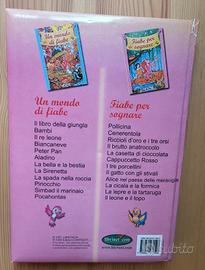 Un mondo
di fiabe
Fiabe per
sognare
Un mondo
di fiabe
Il libro della giungla
Bambi
Il re leone
Biancaneve
Peter Pan
Aladino
La bella e la bestia
La Sirenetta
La spada nella roccia
Pinocchio
Simbad il marinaio
Pocahontas
Fiabe per
sognare
Pollicina
Cenerentola
Riccioli d'oro e i tre orsi
Il brutto anatroccolo
La casetta di cioccolata
Cappuccetto Rosso
I tre porcellini
Il gatto con gli stivali
Alice nel paese delle meraviglie
La cicala e la formica
La lepre e la tartaruga
Il leone e il topo
Subito.it